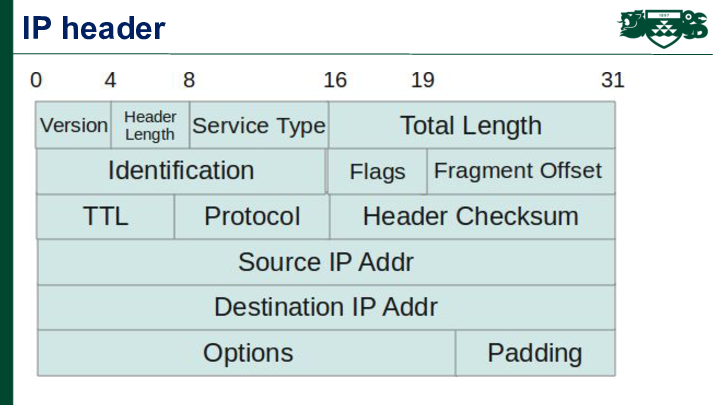 IP header
0 4 8 16 19 31
Version Header Length Service Type Total Length
Identification Flags Fragment Offset
TTL Protocol Header Checksum
Source IP Addr
Destination IP Addr
Options Padding